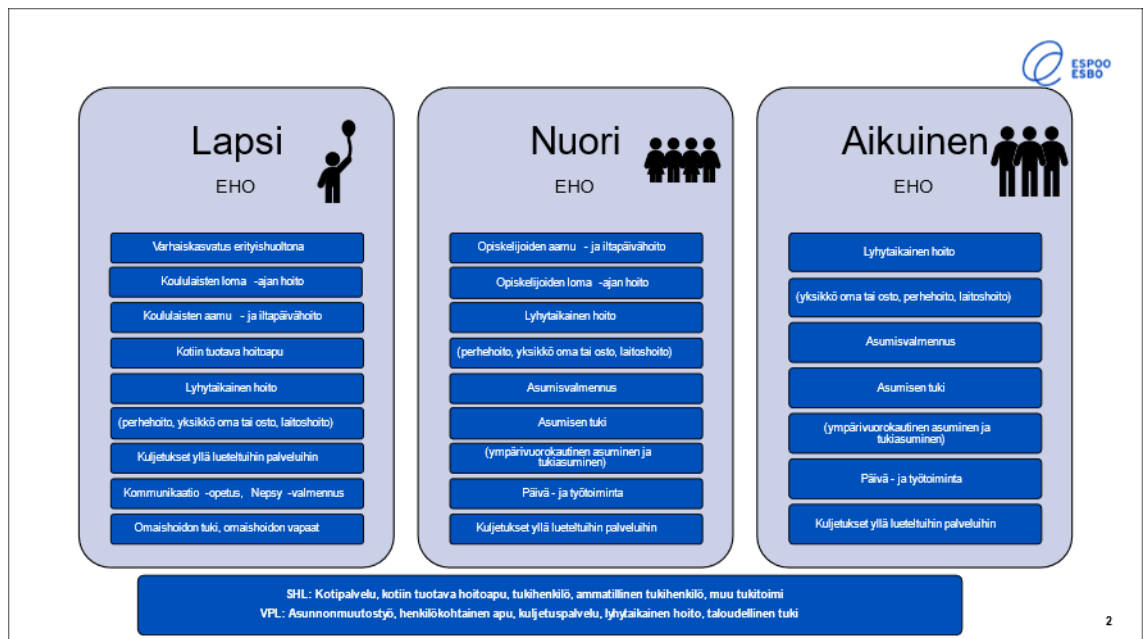 ESPOO
ESBO
Lapsi
EHO
Varhaiskasvatus erityishuoltona
Koululaisten loma -ajan hoito
Koululaisten aamu - ja iltapäivähoito
Kotiin tuotava hoitoapu
Lyhytaikainen hoito
(perhehoito, yksikkö oma tai osto, laitoshoito)
Kuljetukset yllä lueteltuihin palveluihin
Kommunikaatio -opetus, Nepsy -valmennus
Omaishoidon tuki, omaishoidon vapaat
Nuori
EHO
Opiskelijoiden aamu - ja iltapäivähoito
Opiskelijoiden loma -ajan hoito
Lyhytaikainen hoito
(perhehoito, yksikkö oma tai osto, laitoshoito)
Asumisvalmennus
Asumisen tuki
(ympärivuorokautinen asuminen ja
tukiasuminen)
Päivä - ja työtoiminta
Kuljetukset yllä lueteltuihin palveluihin
Aikuinen
EHO
Lyhytaikainen hoito
(yksikkö oma tai osto, perhehoito, laitoshoito)
Asumisvalmennus
Asumisen tuki
(ympärivuorokautinen asuminen ja
tukiasuminen)
Päivä - ja työtoiminta
Kuljetukset yllä lueteltuihin palveluihin
SHL: Kotipalvelu, kotiin tuotava hoitoapu, tukihenkilö, ammatillinen tukihenkilö, muu tukitoimi
VPL: Asunnonmuutostyö, henkilökohtainen apu, kuljetuspalvelu, lyhytaikainen hoito, taloudellinen tuki
2